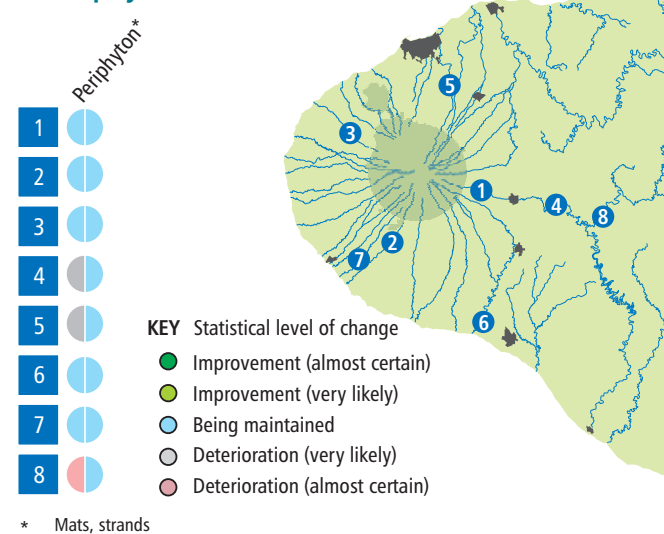 Periphyton*
1
2
3
4
5
6
7
8
5
3
1
4
8
2
7
6
KEY Statistical level of change
Improvement (almost certain)
Improvement (very likely)
Being maintained
Deterioration (very likely)
Deterioration (almost certain)
* Mats, strands